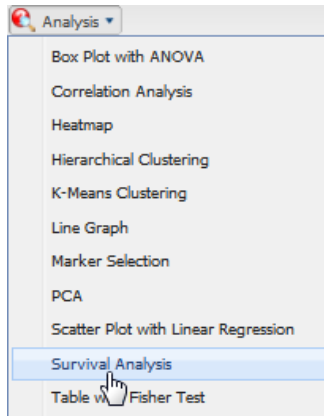 Analysis
Box Plot with ANOVA
Correlation Analysis
Heatmap
Hierarchical Clustering
K-Means Clustering
Line Graph
Marker Selection
PCA
Scatter Plot with Linear Regression
Survival Analysis
Table with Fisher Test